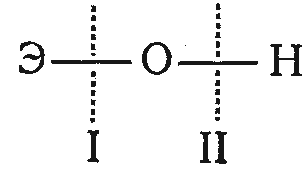 Э — О — Н
I II